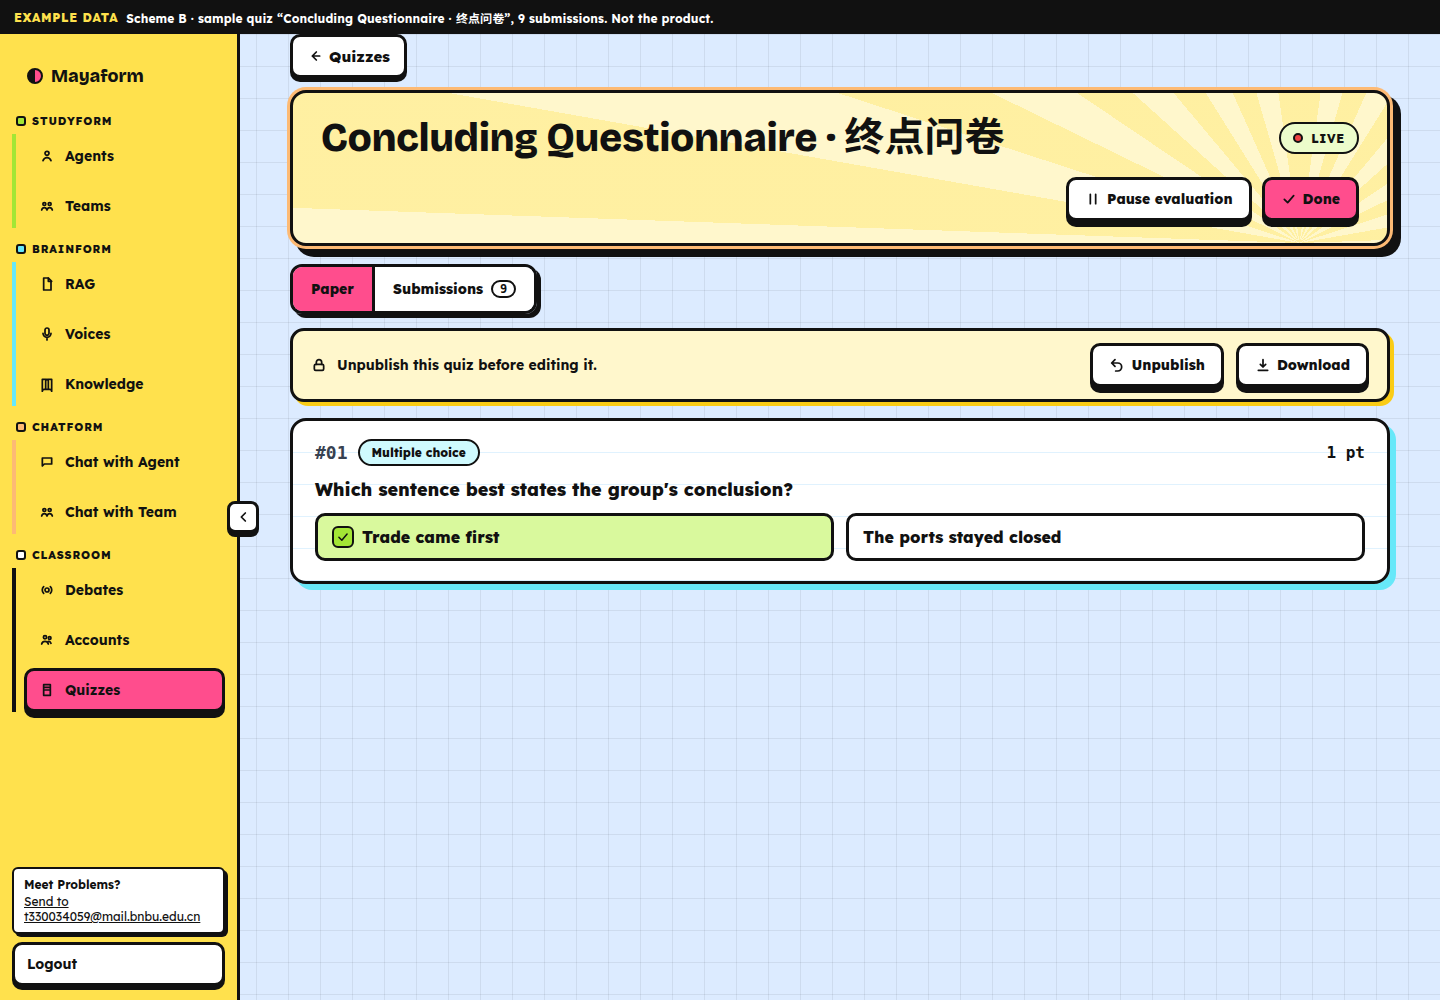 EXAMPLE DATA Scheme B · sample quiz “Concluding Questionnaire · 终点问卷”, 9 submissions. Not the product.
Mayaform
STUDYFORM
Agents
Teams
BRAINFORM
RAG
Voices
Knowledge
CHATFORM
Chat with Agent
Chat with Team
CLASSROOM
Debates
Accounts
Quizzes
Meet Problems?
Send to
t330034059@mail.bnbu.edu.cn
Logout
Quizzes
Concluding Questionnaire · 终点问卷
LIVE
Pause evaluation
Done
Paper
Submissions 9
Unpublish this quiz before editing it.
Unpublish
Download
#01 Multiple choice
1 pt
Which sentence best states the group's conclusion?
Trade came first
The ports stayed closed